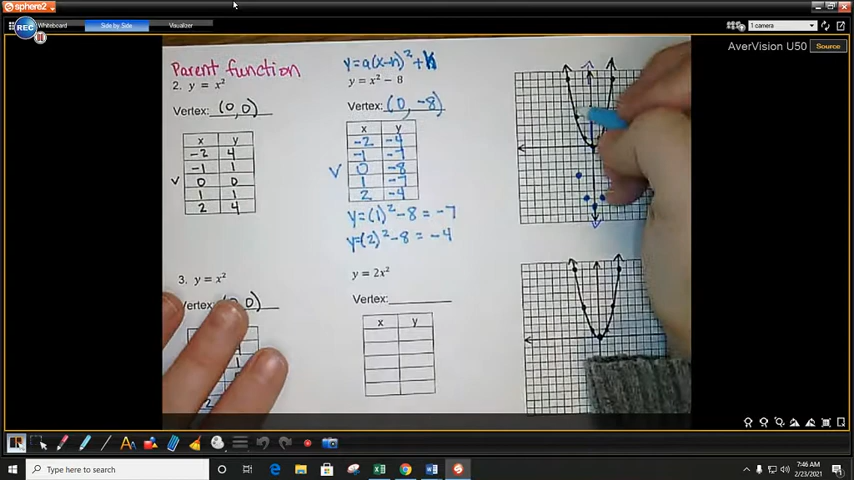 sphere2
REC
Whiteboard
Side by Side
Visualizer
1 camera
AverVision U50
Source
Parent function
2. y = x²
Vertex: (0, 0)
x y
-2 4
-1 1
V 0 0
1 1
2 4
y = a(x-h)² + k
y = x² − 8
Vertex: (0, -8)
x y
-2 -4
-1 -7
V 0 -8
1 -7
2 -4
y = (1)² - 8 = -7
y = (2)² - 8 = -4
3. y = x²
Vertex: (0, 0)
y = 2x²
Vertex:
x y
Type here to search
7:46 AM
2/23/2021